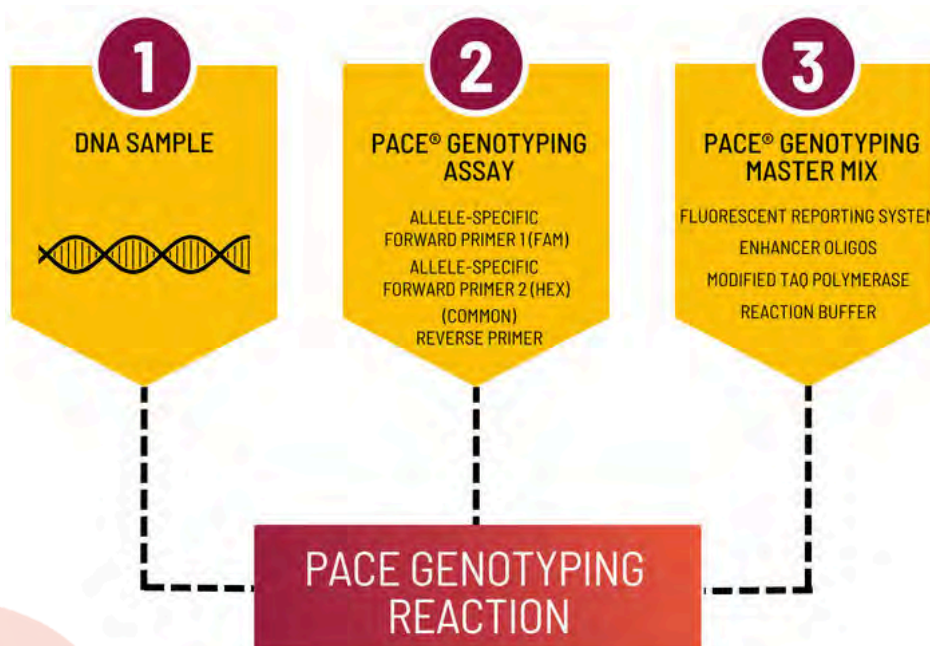 1
DNA SAMPLE
2
PACE® GENOTYPING
ASSAY
ALLELE-SPECIFIC
FORWARD PRIMER 1 (FAM)
ALLELE-SPECIFIC
FORWARD PRIMER 2 (HEX)
(COMMON)
REVERSE PRIMER
3
PACE® GENOTYPING
MASTER MIX
FLUORESCENT REPORTING SYSTEM
ENHANCER OLIGOS
MODIFIED TAQ POLYMERASE
REACTION BUFFER
PACE GENOTYPING
REACTION